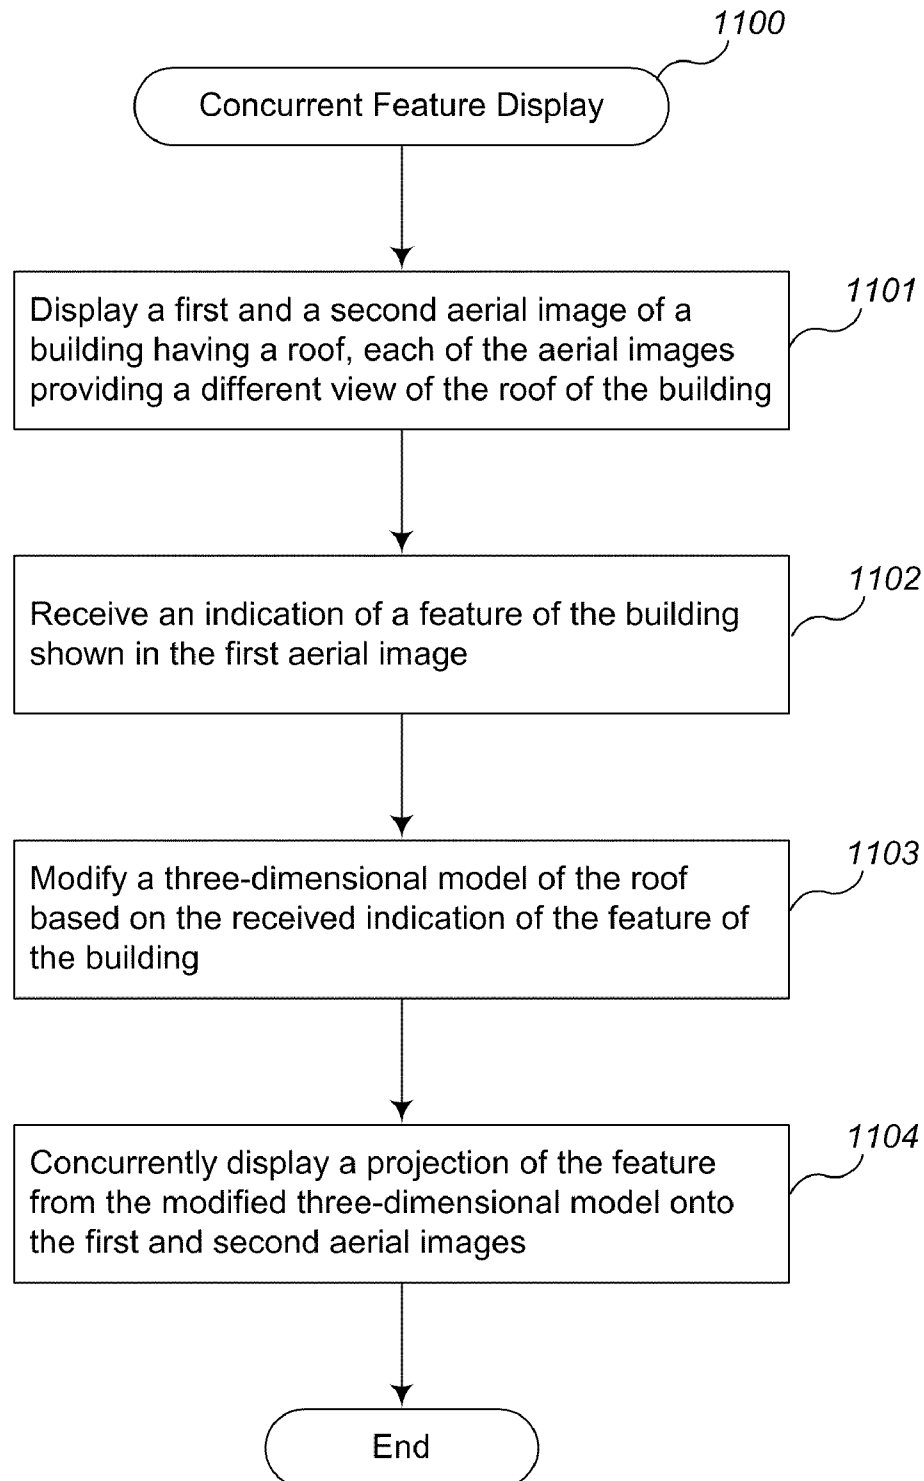 1100
Concurrent Feature Display
1101
Display a first and a second aerial image of a
building having a roof, each of the aerial images
providing a different view of the roof of the building
1102
Receive an indication of a feature of the building
shown in the first aerial image
1103
Modify a three-dimensional model of the roof
based on the received indication of the feature of
the building
1104
Concurrently display a projection of the feature
from the modified three-dimensional model onto
the first and second aerial images
End